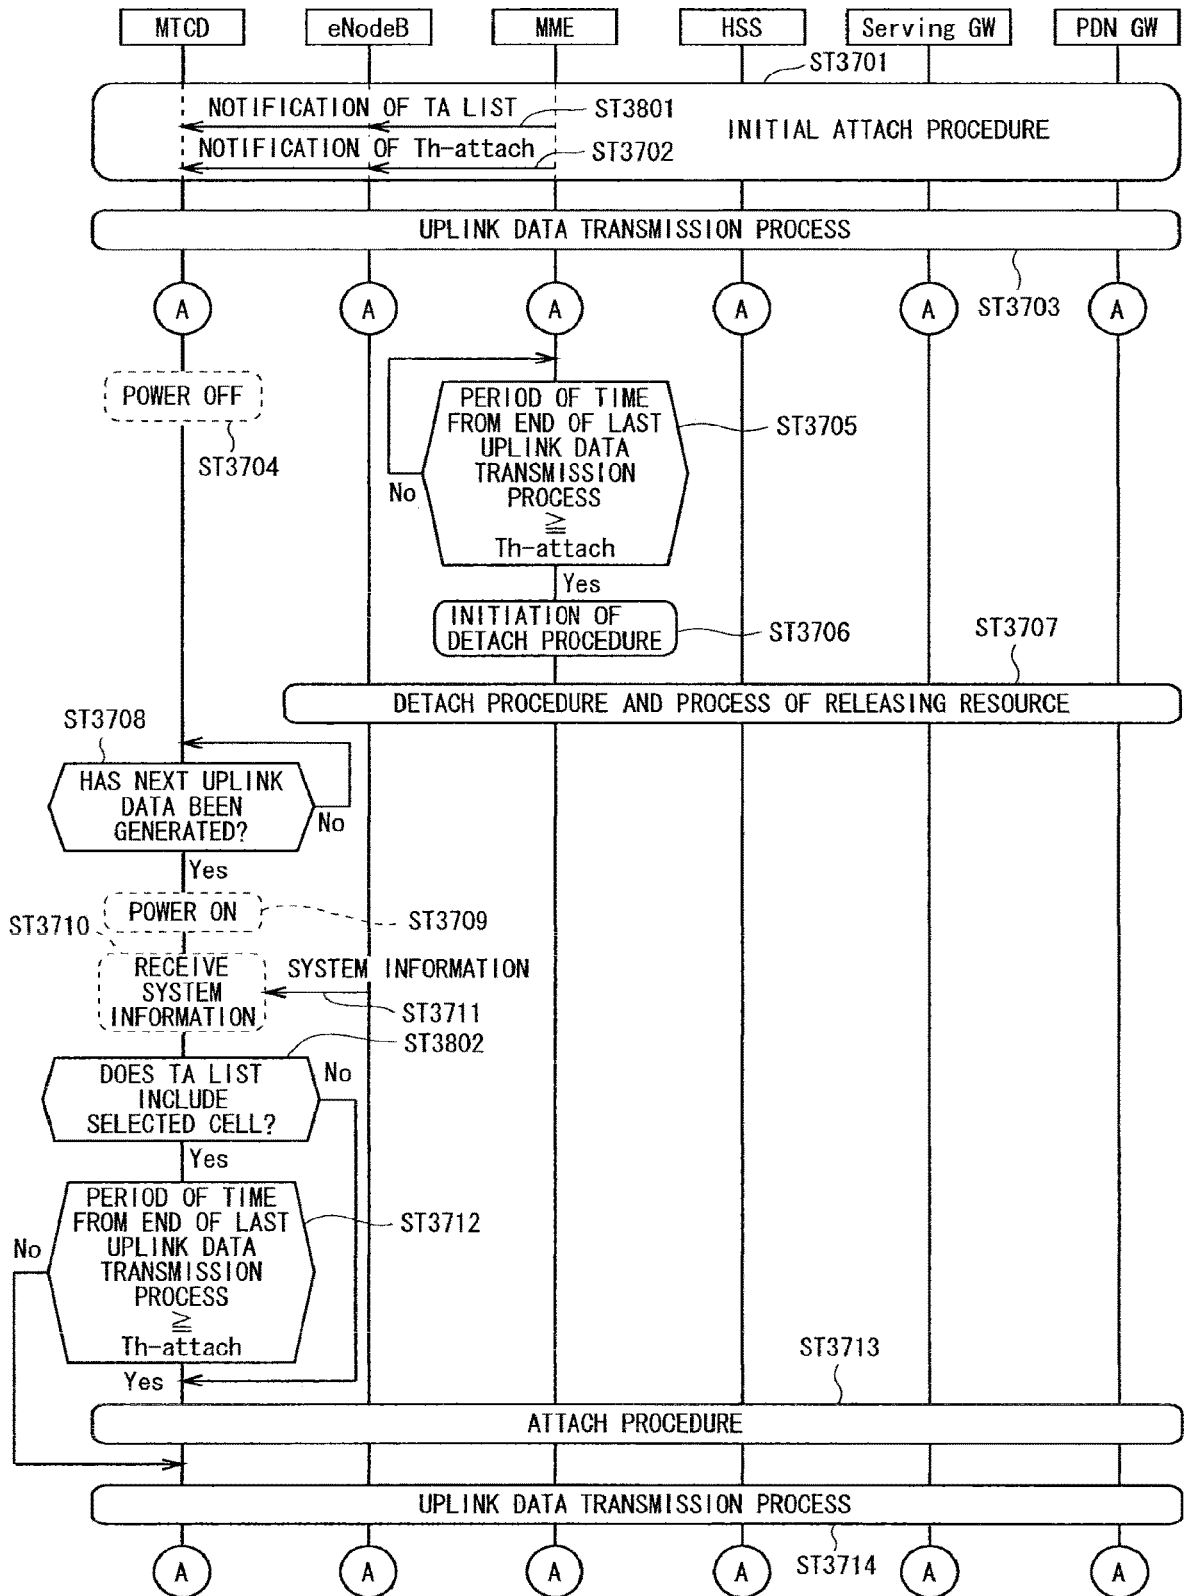 MTCD
eNodeB
MME
HSS
Serving GW
PDN GW
ST3701
NOTIFICATION OF TA LIST
ST3801
INITIAL ATTACH PROCEDURE
NOTIFICATION OF Th-attach
ST3702
UPLINK DATA TRANSMISSION PROCESS
ST3703
A
A
A
A
A
A
POWER OFF
ST3704
PERIOD OF TIME
FROM END OF LAST
UPLINK DATA
TRANSMISSION
PROCESS
≧
Th-attach
ST3705
No
Yes
INITIATION OF
DETACH PROCEDURE
ST3706
ST3707
DETACH PROCEDURE AND PROCESS OF RELEASING RESOURCE
ST3708
HAS NEXT UPLINK
DATA BEEN
GENERATED?
No
Yes
POWER ON
ST3709
ST3710
RECEIVE
SYSTEM
INFORMATION
SYSTEM INFORMATION
ST3711
ST3802
DOES TA LIST
INCLUDE
SELECTED CELL?
No
Yes
PERIOD OF TIME
FROM END OF LAST
UPLINK DATA
TRANSMISSION
PROCESS
≧
Th-attach
ST3712
No
Yes
ST3713
ATTACH PROCEDURE
UPLINK DATA TRANSMISSION PROCESS
ST3714
A
A
A
A
A
A